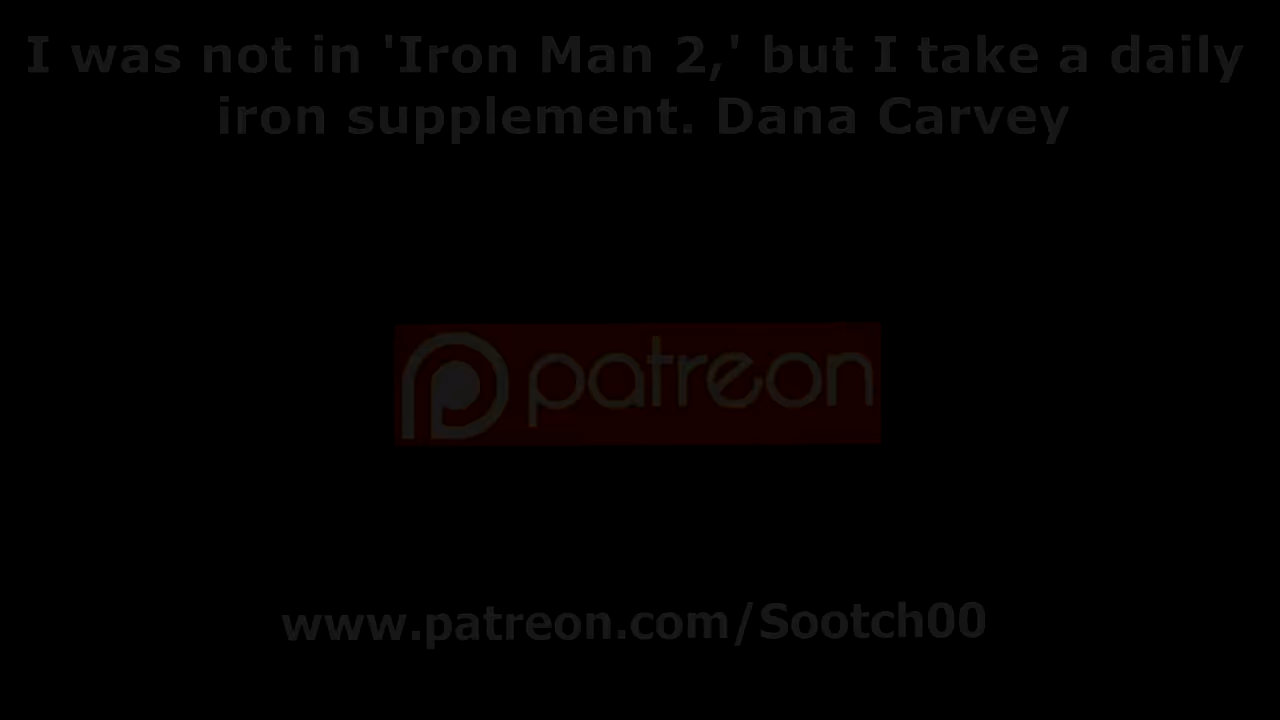 I was not in 'Iron Man 2,' but I take a daily
iron supplement. Dana Carvey
patreon
www.patreon.com/Sootch00